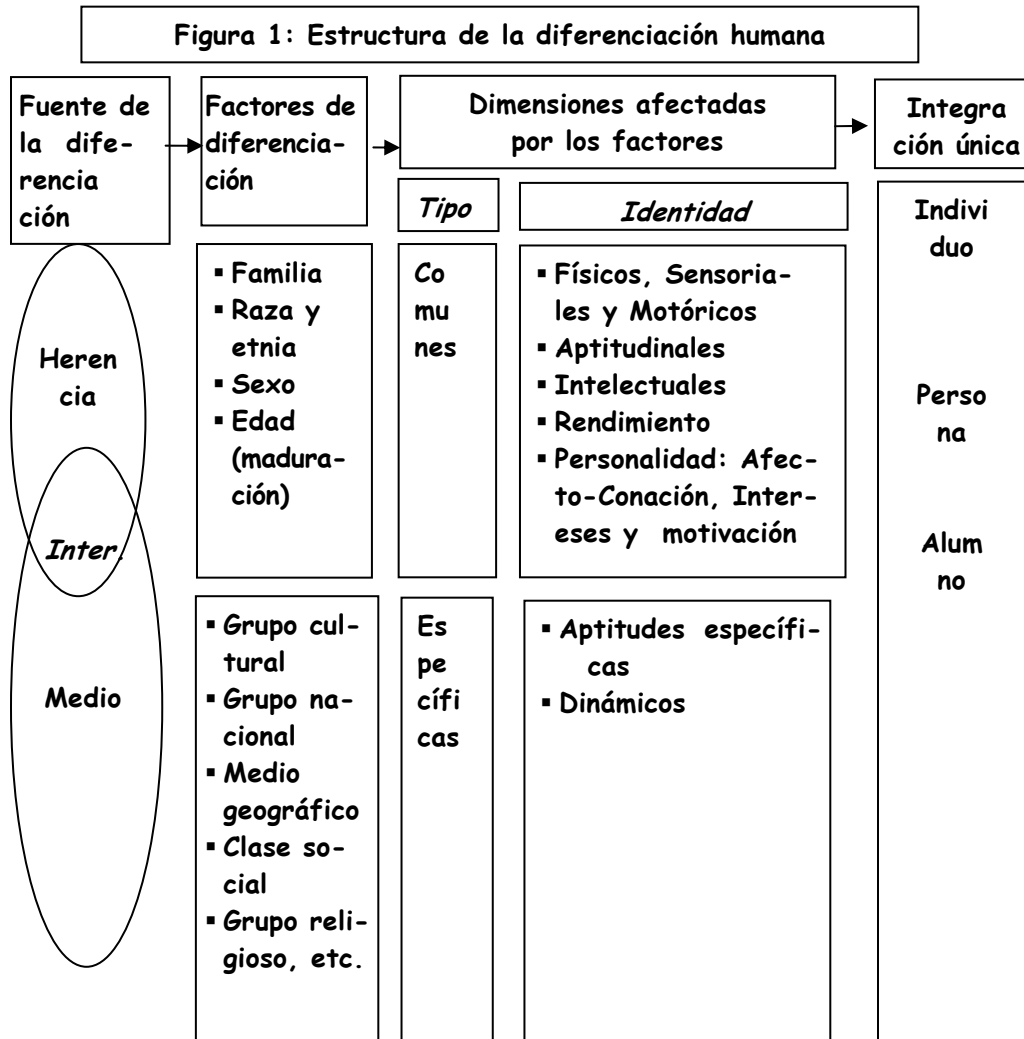 Figura 1: Estructura de la diferenciación humana
Fuente de
la dife-
rencia
ción
Factores de
diferencia-
ción
Dimensiones afectadas
por los factores
Integra
ción única
Tipo
Identidad
Heren
cia
Inter.
Medio
▪ Familia
▪ Raza y
etnia
▪ Sexo
▪ Edad
(madura-
ción)
Co
mu
nes
▪ Físicos, Sensoria-
les y Motóricos
▪ Aptitudinales
▪ Intelectuales
▪ Rendimiento
▪ Personalidad: Afec-
to-Conación, Inter-
eses y motivación
▪ Grupo cul-
tural
▪ Grupo na-
cional
▪ Medio
geográfico
▪ Clase so-
cial
▪ Grupo reli-
gioso, etc.
Es
pe
cífi
cas
▪ Aptitudes específi-
cas
▪ Dinámicos
Indivi
duo
Perso
na
Alum
no